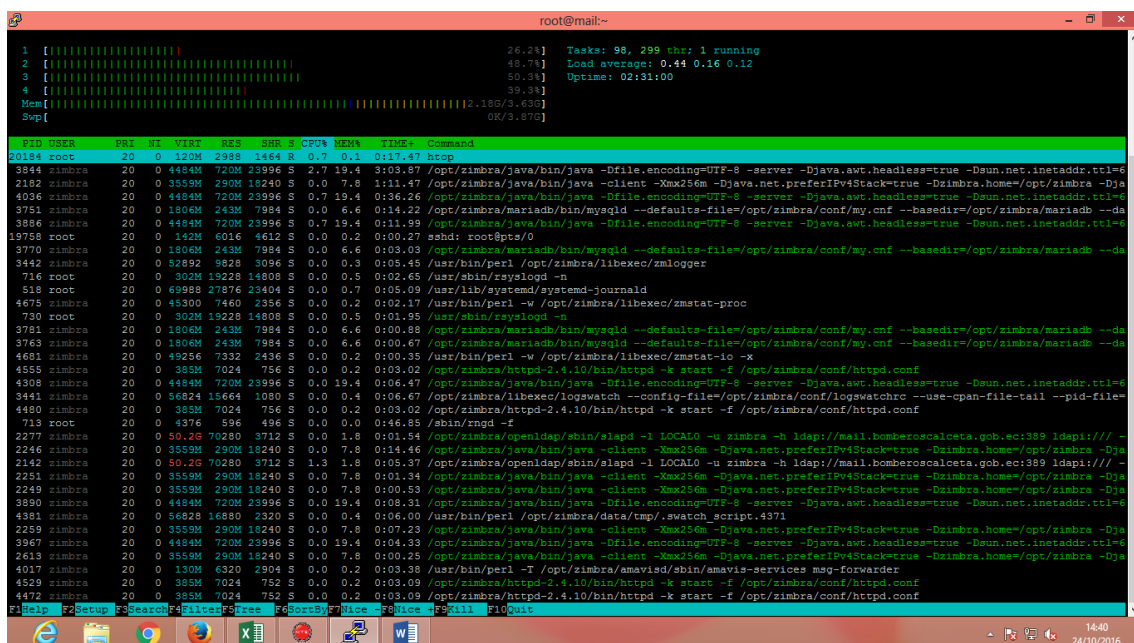 root@mail:~
1 [|||||||||||||||||||| 26.2%] Tasks: 98, 299 thr; 1 running
2 [||||||||||||||||||||||||||||||||||||| 48.7%] Load average: 0.44 0.16 0.12
3 [|||||||||||||||||||||||||||||||||||||| 50.3%] Uptime: 02:31:00
4 [|||||||||||||||||||||||||||||| 39.3%]
Mem[|||||||||||||||||||||||||||||||||||||||||||||||||||||||||||||||2.18G/3.63G]
Swp[ 0K/3.87G]
PID USER PRI NI VIRT RES SHR S CPU% MEM% TIME+ Command
20184 root 20 0 120M 2988 1464 R 0.7 0.1 0:17.47 htop
3844 zimbra 20 0 4484M 720M 23996 S 2.7 19.4 3:03.87 /opt/zimbra/java/bin/java -Dfile.encoding=UTF-8 -server -Djava.awt.headless=true -Dsun.net.inetaddr.ttl=6
2182 zimbra 20 0 3559M 290M 18240 S 0.0 7.8 1:11.47 /opt/zimbra/java/bin/java -client -Xmx256m -Djava.net.preferIPv4Stack=true -Dzimbra.home=/opt/zimbra -Dja
4036 zimbra 20 0 4484M 720M 23996 S 0.7 19.4 0:36.26 /opt/zimbra/java/bin/java -Dfile.encoding=UTF-8 -server -Djava.awt.headless=true -Dsun.net.inetaddr.ttl=6
3751 zimbra 20 0 1806M 243M 7984 S 0.0 6.6 0:14.22 /opt/zimbra/mariadb/bin/mysqld --defaults-file=/opt/zimbra/conf/my.cnf --basedir=/opt/zimbra/mariadb --da
3886 zimbra 20 0 4484M 720M 23996 S 0.7 19.4 0:11.99 /opt/zimbra/java/bin/java -Dfile.encoding=UTF-8 -server -Djava.awt.headless=true -Dsun.net.inetaddr.ttl=6
19758 root 20 0 142M 6016 4612 S 0.0 0.2 0:00.27 sshd: root@pts/0
3770 zimbra 20 0 1806M 243M 7984 S 0.0 6.6 0:03.03 /opt/zimbra/mariadb/bin/mysqld --defaults-file=/opt/zimbra/conf/my.cnf --basedir=/opt/zimbra/mariadb --da
3442 zimbra 20 0 52892 9828 3096 S 0.0 0.3 0:05.45 /usr/bin/perl /opt/zimbra/libexec/zmlogger
716 root 20 0 302M 19228 14808 S 0.0 0.5 0:02.65 /usr/sbin/rsyslogd -n
518 root 20 0 69988 27876 23404 S 0.0 0.7 0:05.09 /usr/lib/systemd/systemd-journald
4675 zimbra 20 0 45300 7460 2356 S 0.0 0.2 0:02.17 /usr/bin/perl -w /opt/zimbra/libexec/zmstat-proc
730 root 20 0 302M 19228 14808 S 0.0 0.5 0:01.95 /usr/sbin/rsyslogd -n
3781 zimbra 20 0 1806M 243M 7984 S 0.0 6.6 0:00.88 /opt/zimbra/mariadb/bin/mysqld --defaults-file=/opt/zimbra/conf/my.cnf --basedir=/opt/zimbra/mariadb --da
3763 zimbra 20 0 1806M 243M 7984 S 0.0 6.6 0:00.67 /opt/zimbra/mariadb/bin/mysqld --defaults-file=/opt/zimbra/conf/my.cnf --basedir=/opt/zimbra/mariadb --da
4681 zimbra 20 0 49256 7332 2436 S 0.0 0.2 0:00.35 /usr/bin/perl -w /opt/zimbra/libexec/zmstat-io -x
4555 zimbra 20 0 385M 7024 756 S 0.0 0.2 0:03.02 /opt/zimbra/httpd-2.4.10/bin/httpd -k start -f /opt/zimbra/conf/httpd.conf
4308 zimbra 20 0 4484M 720M 23996 S 0.0 19.4 0:06.47 /opt/zimbra/java/bin/java -Dfile.encoding=UTF-8 -server -Djava.awt.headless=true -Dsun.net.inetaddr.ttl=6
3441 zimbra 20 0 56824 15664 1080 S 0.0 0.4 0:06.67 /opt/zimbra/libexec/logswatch --config-file=/opt/zimbra/conf/logswatchrc --use-cpan-file-tail --pid-file=
4480 zimbra 20 0 385M 7024 756 S 0.0 0.2 0:03.02 /opt/zimbra/httpd-2.4.10/bin/httpd -k start -f /opt/zimbra/conf/httpd.conf
713 root 20 0 4376 596 496 S 0.0 0.0 0:46.85 /sbin/rngd -f
2277 zimbra 20 0 50.2G 70280 3712 S 0.0 1.8 0:01.54 /opt/zimbra/openldap/sbin/slapd -l LOCAL0 -u zimbra -h ldap://mail.bomberoscalceta.gob.ec:389 ldapi:/// -
2246 zimbra 20 0 3559M 290M 18240 S 0.0 7.8 0:14.46 /opt/zimbra/java/bin/java -client -Xmx256m -Djava.net.preferIPv4Stack=true -Dzimbra.home=/opt/zimbra -Dja
2142 zimbra 20 0 50.2G 70280 3712 S 1.3 1.8 0:05.37 /opt/zimbra/openldap/sbin/slapd -l LOCAL0 -u zimbra -h ldap://mail.bomberoscalceta.gob.ec:389 ldapi:/// -
2251 zimbra 20 0 3559M 290M 18240 S 0.0 7.8 0:01.34 /opt/zimbra/java/bin/java -client -Xmx256m -Djava.net.preferIPv4Stack=true -Dzimbra.home=/opt/zimbra -Dja
2249 zimbra 20 0 3559M 290M 18240 S 0.0 7.8 0:00.53 /opt/zimbra/java/bin/java -client -Xmx256m -Djava.net.preferIPv4Stack=true -Dzimbra.home=/opt/zimbra -Dja
3890 zimbra 20 0 4484M 720M 23996 S 0.0 19.4 0:08.31 /opt/zimbra/java/bin/java -Dfile.encoding=UTF-8 -server -Djava.awt.headless=true -Dsun.net.inetaddr.ttl=6
4381 zimbra 20 0 56828 16880 2320 S 0.0 0.4 0:06.00 /usr/bin/perl /opt/zimbra/data/tmp/.swatch_script.4371
2259 zimbra 20 0 3559M 290M 18240 S 0.0 7.8 0:07.23 /opt/zimbra/java/bin/java -client -Xmx256m -Djava.net.preferIPv4Stack=true -Dzimbra.home=/opt/zimbra -Dja
3967 zimbra 20 0 4484M 720M 23996 S 0.0 19.4 0:04.33 /opt/zimbra/java/bin/java -Dfile.encoding=UTF-8 -server -Djava.awt.headless=true -Dsun.net.inetaddr.ttl=6
2613 zimbra 20 0 3559M 290M 18240 S 0.0 7.8 0:00.25 /opt/zimbra/java/bin/java -client -Xmx256m -Djava.net.preferIPv4Stack=true -Dzimbra.home=/opt/zimbra -Dja
4017 zimbra 20 0 130M 6320 2904 S 0.0 0.2 0:03.38 /usr/bin/perl -T /opt/zimbra/amavisd/sbin/amavis-services msg-forwarder
4529 zimbra 20 0 385M 7024 752 S 0.0 0.2 0:03.09 /opt/zimbra/httpd-2.4.10/bin/httpd -k start -f /opt/zimbra/conf/httpd.conf
4472 zimbra 20 0 385M 7024 752 S 0.0 0.2 0:03.09 /opt/zimbra/httpd-2.4.10/bin/httpd -k start -f /opt/zimbra/conf/httpd.conf
F1Help F2Setup F3SearchF4FilterF5Tree F6SortByF7Nice -F8Nice +F9Kill F10Quit
14:40
24/10/2016